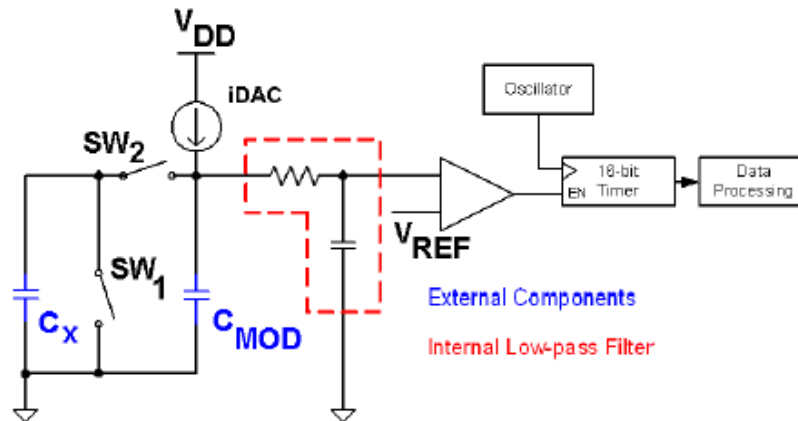 VDD
iDAC
SW2
SW1
CX
CMOD
VREF
Oscillator
16-bit
Timer
EN
Data
Processing
External Components
Internal Low-pass Filter